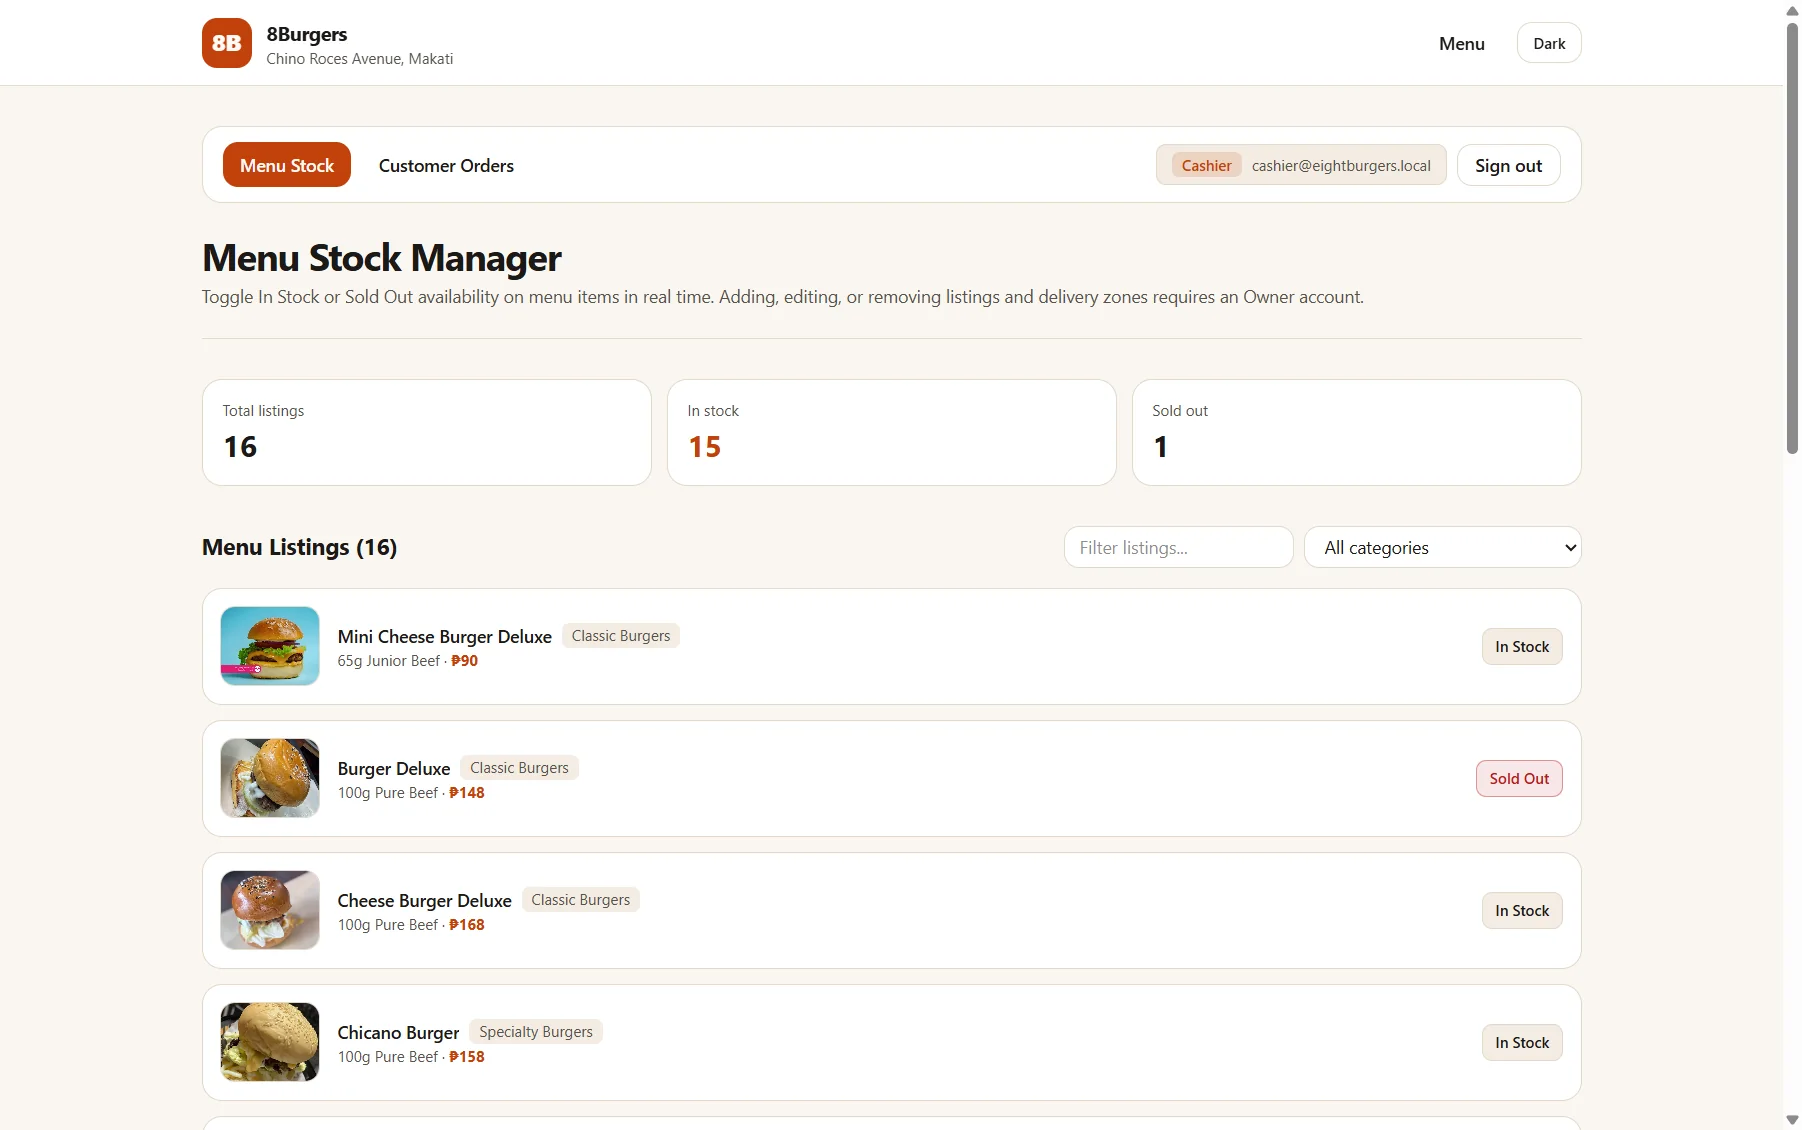 8B
8Burgers
Chino Roces Avenue, Makati
Menu
Dark
Menu Stock
Customer Orders
Cashier
cashier@eightburgers.local
Sign out
Menu Stock Manager
Toggle In Stock or Sold Out availability on menu items in real time. Adding, editing, or removing listings and delivery zones requires an Owner account.
Total listings
16
In stock
15
Sold out
1
Menu Listings (16)
Filter listings...
All categories
Mini Cheese Burger Deluxe
Classic Burgers
65g Junior Beef · ₱90
In Stock
Burger Deluxe
Classic Burgers
100g Pure Beef · ₱148
Sold Out
Cheese Burger Deluxe
Classic Burgers
100g Pure Beef · ₱168
In Stock
Chicano Burger
Specialty Burgers
100g Pure Beef · ₱158
In Stock